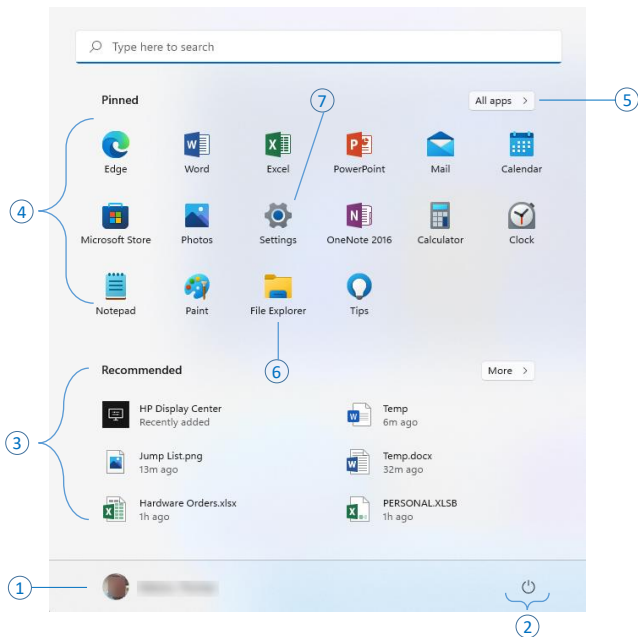 Type here to search
Pinned
7
All apps >
5
Edge
Word
Excel
PowerPoint
Mail
Calendar
4
Microsoft Store
Photos
Settings
OneNote 2016
Calculator
Clock
Notepad
Paint
File Explorer
Tips
6
Recommended
More >
HP Display Center
Recently added
Temp
6m ago
3
Jump List.png
13m ago
Temp.docx
32m ago
Hardware Orders.xlsx
1h ago
PERSONAL.XLSB
1h ago
1
2